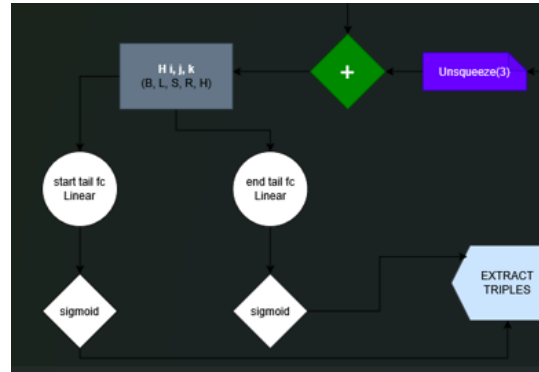 H i, j, k
(B, L, S, R, H)
+
Unsqueeze(3)
start tail fc
Linear
end tail fc
Linear
sigmoid
sigmoid
EXTRACT
TRIPLES